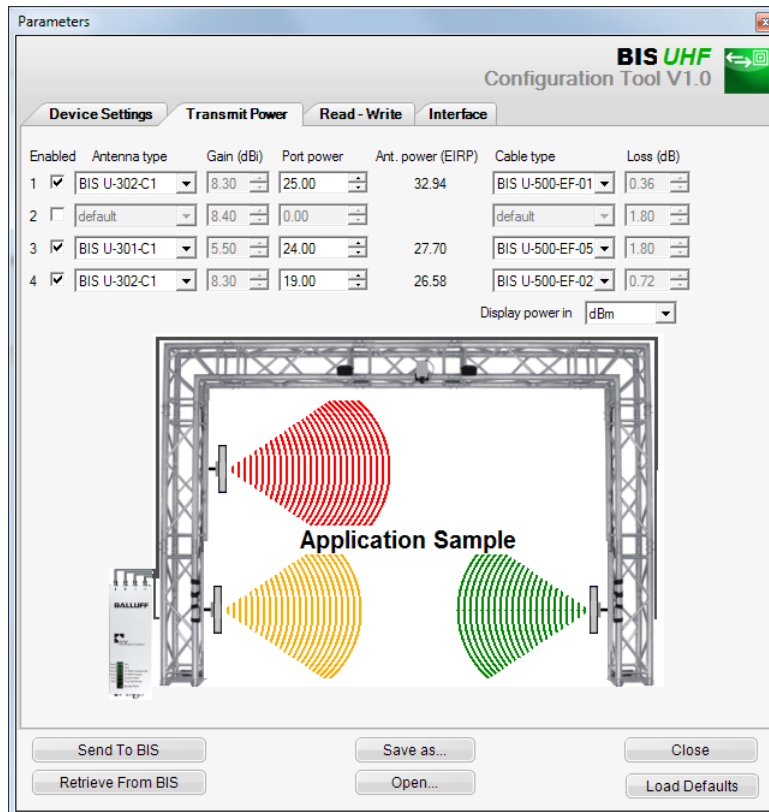 Parameters
BIS UHF
Configuration Tool V1.0
Device Settings Transmit Power Read - Write Interface
Enabled Antenna type Gain (dBi) Port power Ant. power (EIRP) Cable type Loss (dB)
1 BIS U-302-C1 8.30 25.00 32.94 BIS U-500-EF-01 0.36
2 default 8.40 0.00 default 1.80
3 BIS U-301-C1 5.50 24.00 27.70 BIS U-500-EF-05 1.80
4 BIS U-302-C1 8.30 19.00 26.58 BIS U-500-EF-02 0.72
Display power in dBm
Application Sample
1 2 3 4
BALLUFF
Send To BIS Save as... Close
Retrieve From BIS Open... Load Defaults